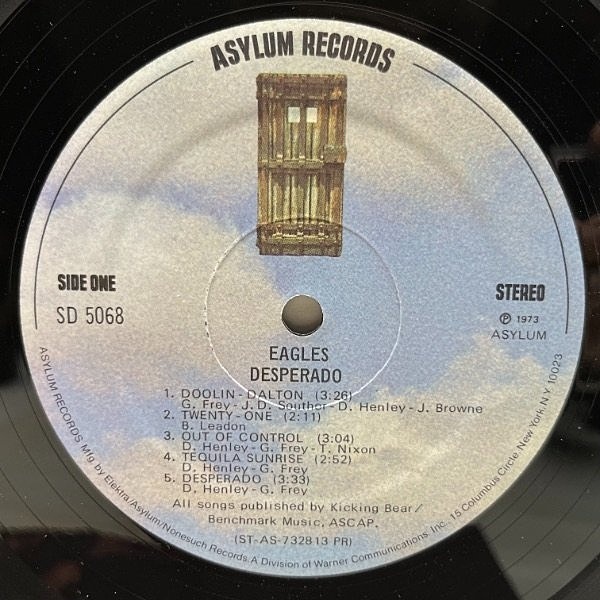 ASYLUM RECORDS
SIDE ONE
SD 5068
STEREO
Ⓟ 1973
ASYLUM
EAGLES
DESPERADO
1. DOOLIN-DALTON (3:26)
G. Frey-J.D. Souther-D. Henley-J. Browne
2. TWENTY-ONE (2:11)
B. Leadon
3. OUT OF CONTROL (3:04)
D. Henley-G. Frey-T. Nixon
4. TEQUILA SUNRISE (2:52)
D. Henley-G. Frey
5. DESPERADO (3:33)
D. Henley-G. Frey
All songs published by Kicking Bear/
Benchmark Music, ASCAP.
(ST-AS-732813 PR)
ASYLUM RECORDS Mfg. by Elektra/Asylum/Nonesuch Records A Division of Warner Communications Inc. 15 Columbus Circle, New York, N.Y. 10023